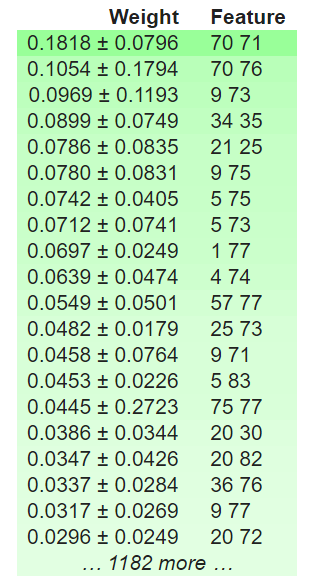 Weight Feature
0.1818 ± 0.0796 70 71
0.1054 ± 0.1794 70 76
0.0969 ± 0.1193 9 73
0.0899 ± 0.0749 34 35
0.0786 ± 0.0835 21 25
0.0780 ± 0.0831 9 75
0.0742 ± 0.0405 5 75
0.0712 ± 0.0741 5 73
0.0697 ± 0.0249 1 77
0.0639 ± 0.0474 4 74
0.0549 ± 0.0501 57 77
0.0482 ± 0.0179 25 73
0.0458 ± 0.0764 9 71
0.0453 ± 0.0226 5 83
0.0445 ± 0.2723 75 77
0.0386 ± 0.0344 20 30
0.0347 ± 0.0426 20 82
0.0337 ± 0.0284 36 76
0.0317 ± 0.0269 9 77
0.0296 ± 0.0249 20 72
… 1182 more …